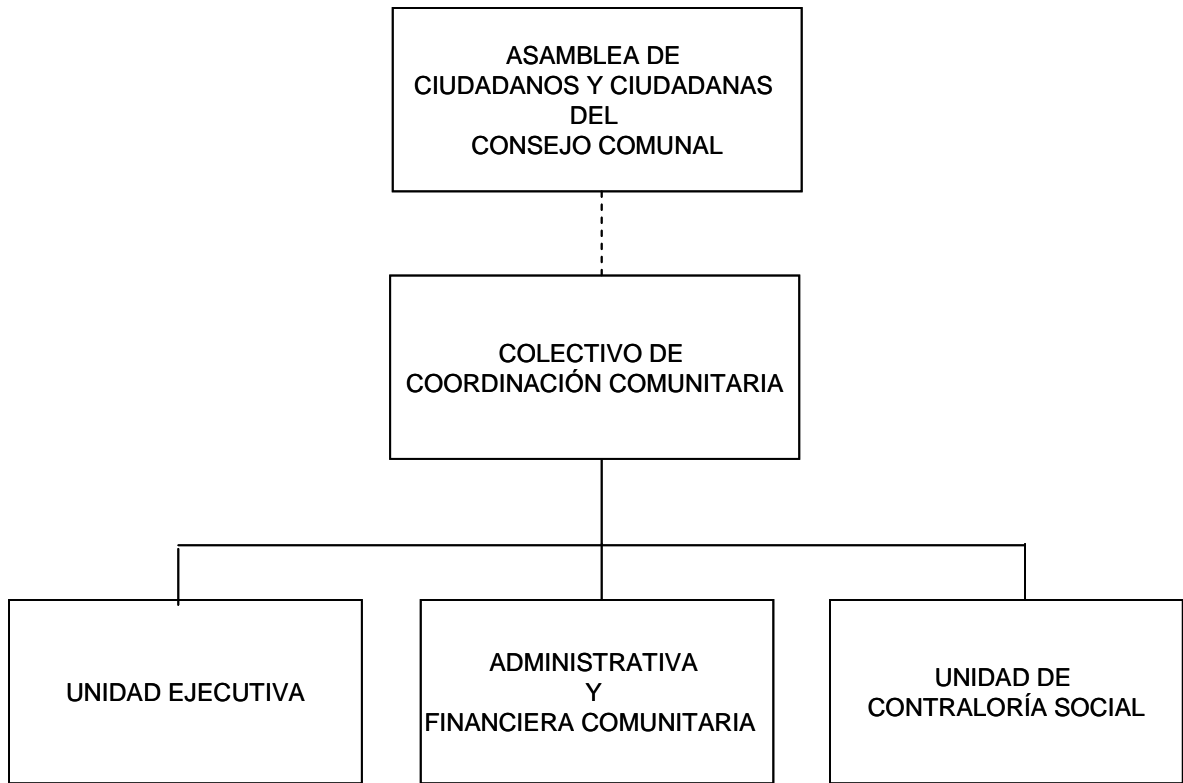 ASAMBLEA DE
CIUDADANOS Y CIUDADANAS
DEL
CONSEJO COMUNAL
COLECTIVO DE
COORDINACIÓN COMUNITARIA
UNIDAD EJECUTIVA
ADMINISTRATIVA
Y
FINANCIERA COMUNITARIA
UNIDAD DE
CONTRALORÍA SOCIAL